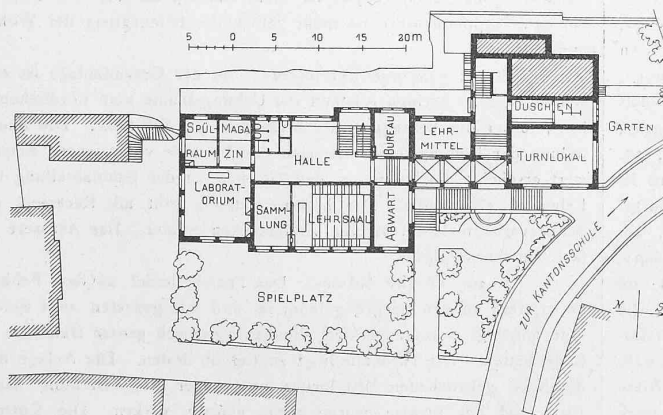 5 0 5 10 15 20 m
SPÜL-
RAUM
MAGA-
ZIN
HALLE
BUREAU
LEHR-
MITTEL
DUSCHEN
GARTEN
TURNLOKAL
LABORAT-
ORIUM
SAMM-
LUNG
LEHRSAAL
ABWART
SPIELPLATZ
ZUR KANTONSSCHULE